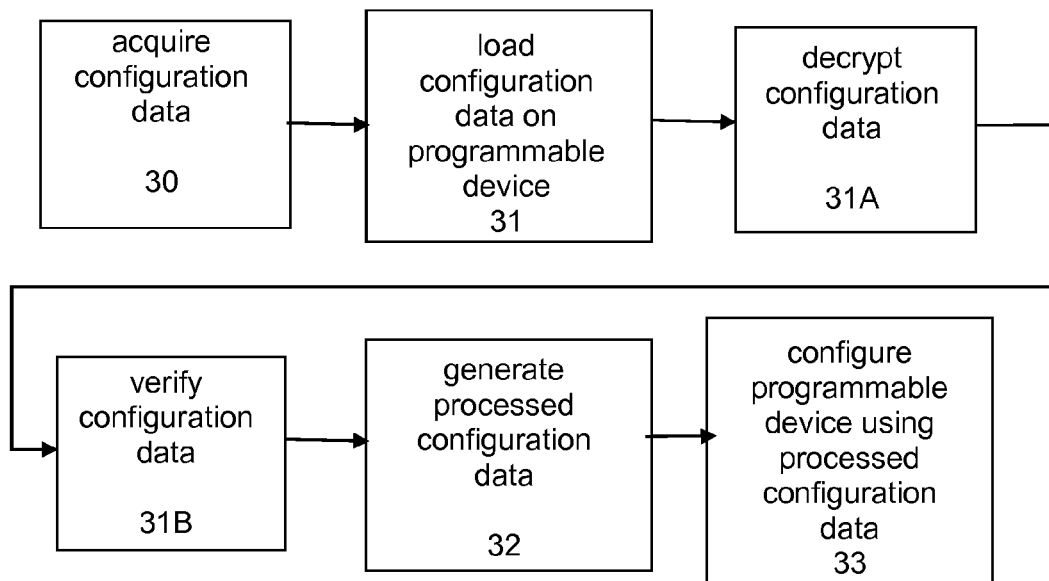 acquire
configuration
data
30
load
configuration
data on
programmable
device
31
decrypt
configuration
data
31A
verify
configuration
data
31B
generate
processed
configuration
data
32
configure
programmable
device using
processed
configuration
data
33